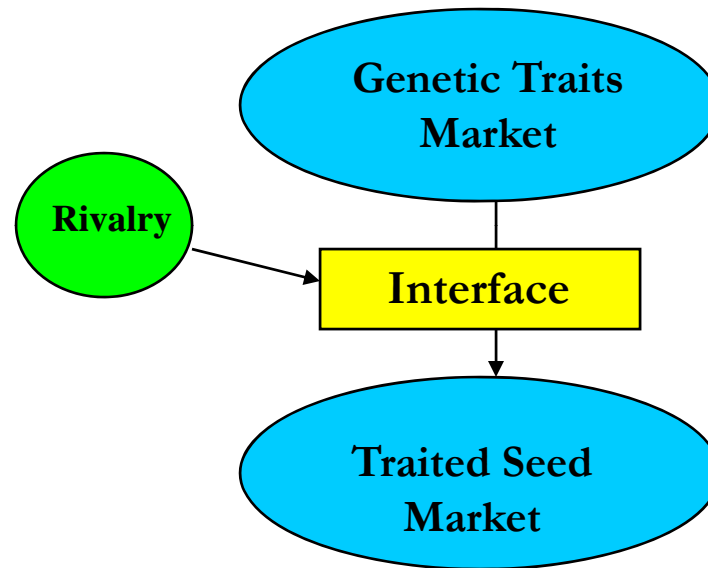 Genetic Traits
Market
Rivalry
Interface
Traited Seed
Market